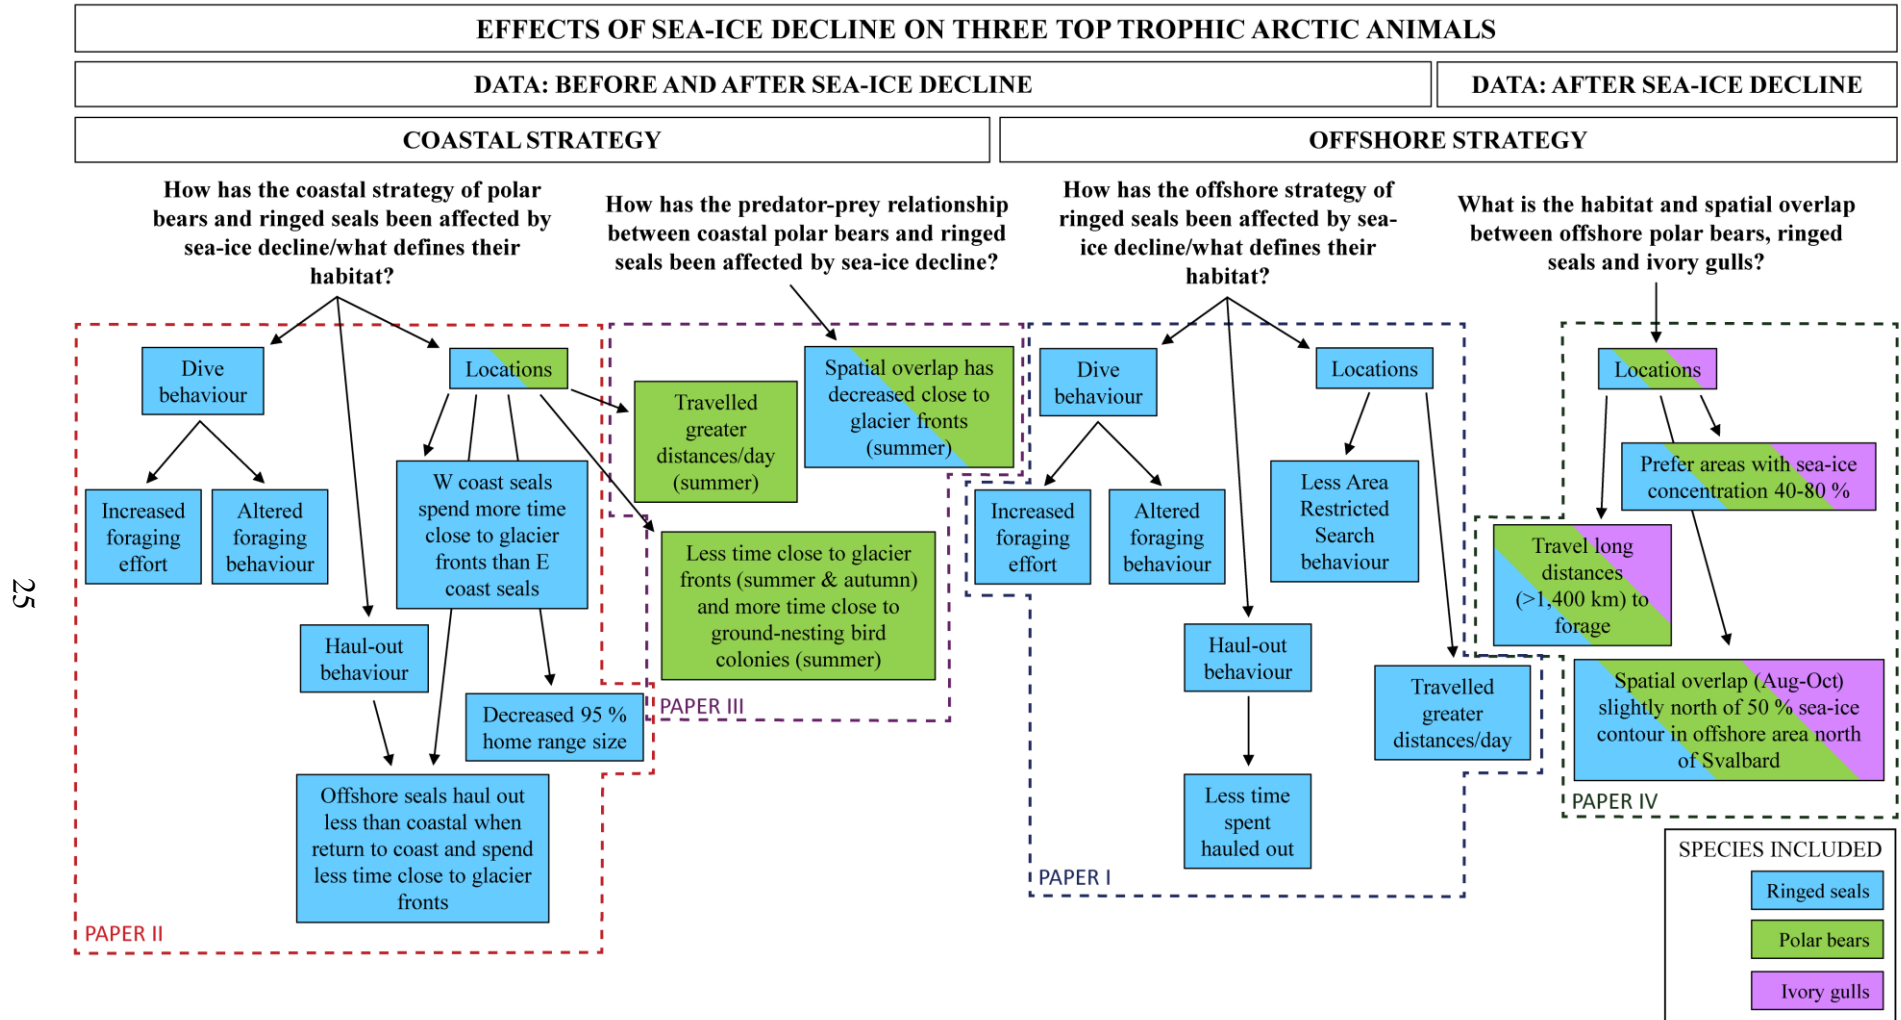 EFFECTS OF SEA-ICE DECLINE ON THREE TOP TROPHIC ARCTIC ANIMALS
DATA: BEFORE AND AFTER SEA-ICE DECLINE
DATA: AFTER SEA-ICE DECLINE
COASTAL STRATEGY
OFFSHORE STRATEGY
How has the coastal strategy of polar
bears and ringed seals been affected by
sea-ice decline/what defines their
habitat?
How has the predator-prey relationship
between coastal polar bears and ringed
seals been affected by sea-ice decline?
How has the offshore strategy of
ringed seals been affected by sea-
ice decline/what defines their
habitat?
What is the habitat and spatial overlap
between offshore polar bears, ringed
seals and ivory gulls?
Dive
behaviour
Locations
Increased
foraging
effort
Altered
foraging
behaviour
W coast seals
spend more time
close to glacier
fronts than E
coast seals
Haul-out
behaviour
Decreased 95 %
home range size
Offshore seals haul out
less than coastal when
return to coast and spend
less time close to glacier
fronts
PAPER II
Travelled
greater
distances/day
(summer)
Spatial overlap has
decreased close to
glacier fronts
(summer)
Less time close to glacier
fronts (summer & autumn)
and more time close to
ground-nesting bird
colonies (summer)
PAPER III
Dive
behaviour
Locations
Increased
foraging
effort
Altered
foraging
behaviour
Less Area
Restricted
Search
behaviour
Haul-out
behaviour
Travelled
greater
distances/day
Less time
spent
hauled out
PAPER I
Locations
Prefer areas with sea-ice
concentration 40-80 %
Travel long
distances
(>1,400 km) to
forage
Spatial overlap (Aug-Oct)
slightly north of 50 % sea-ice
contour in offshore area north
of Svalbard
PAPER IV
SPECIES INCLUDED
Ringed seals
Polar bears
Ivory gulls
25